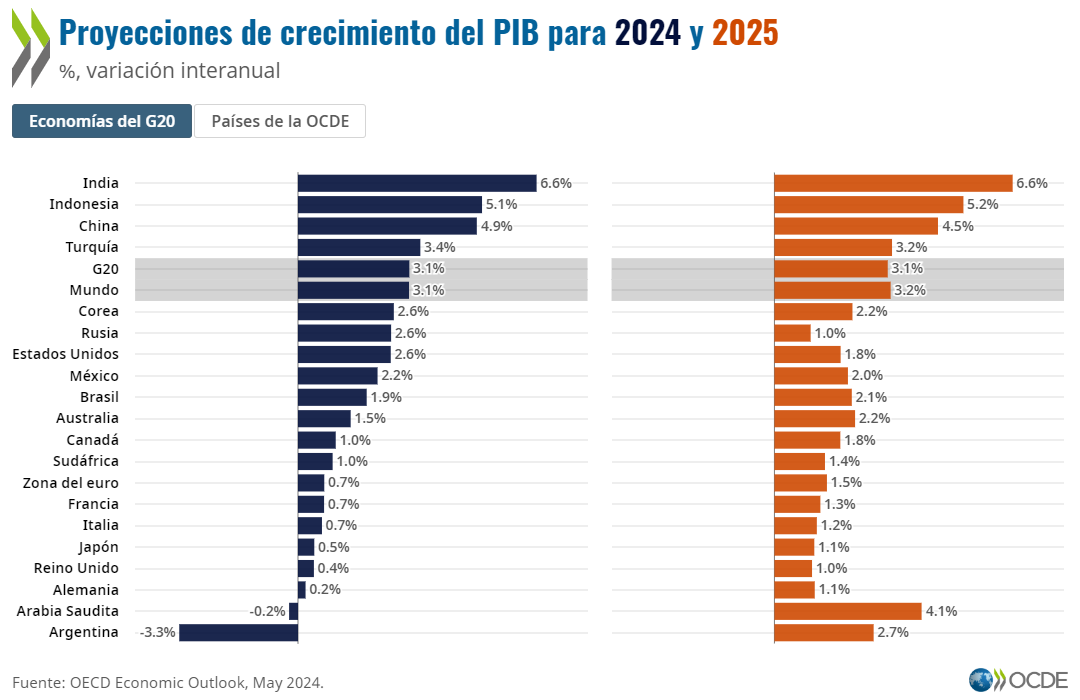 Proyecciones de crecimiento del PIB para 2024 y 2025
%, variación interanual
Economías del G20 Países de la OCDE
India 6.6% 6.6%
Indonesia 5.1% 5.2%
China 4.9% 4.5%
Turquía 3.4% 3.2%
G20 3.1% 3.1%
Mundo 3.1% 3.2%
Corea 2.6% 2.2%
Rusia 2.6% 1.0%
Estados Unidos 2.6% 1.8%
México 2.2% 2.0%
Brasil 1.9% 2.1%
Australia 1.5% 2.2%
Canadá 1.0% 1.8%
Sudáfrica 1.0% 1.4%
Zona del euro 0.7% 1.5%
Francia 0.7% 1.3%
Italia 0.7% 1.2%
Japón 0.5% 1.1%
Reino Unido 0.4% 1.0%
Alemania 0.2% 1.1%
Arabia Saudita -0.2% 4.1%
Argentina -3.3% 2.7%
Fuente: OECD Economic Outlook, May 2024.
OCDE